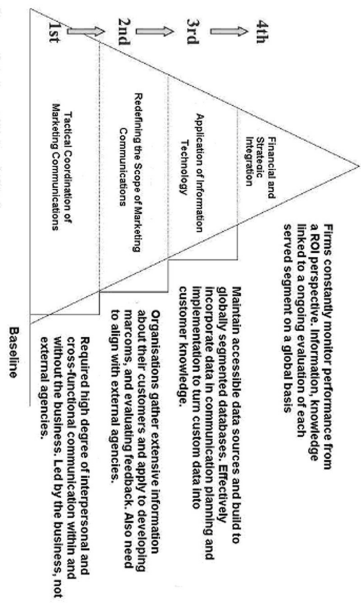 4th
3rd
2nd
1st
Financial and
Strategic
Integration
Firms constantly monitor performance from
a ROI perspective. Information, Knowledge
linked to a ongoing evaluation of each
served segment on a global basis
Application of Information
Technology
Maintain accessible data sources and build to
globally segmented databases. Effectively
incorporate data in communication planning and
implementation to turn custom data into
customer knowledge.
Redefining the Scope of Marketing
Communications
Organisations gather extensive information
about their customers and apply to developing
marcoms, and evaluating feedback. Also need
to align with external agencies.
Tactical Coordination of
Marketing Communications
Required high degree of interpersonal and
cross-functional communication within and
without the business. Led by the business, not
external agencies.
Baseline